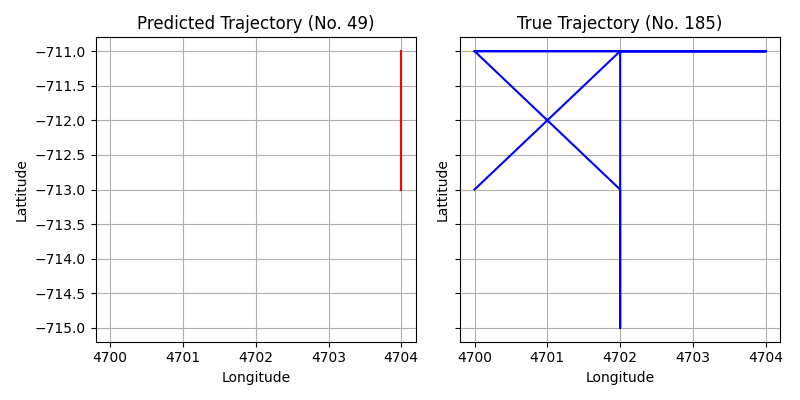 Predicted Trajectory (No. 49)
True Trajectory (No. 185)
−711.0
−711.5
−712.0
−712.5
−713.0
−713.5
−714.0
−714.5
−715.0
Lattitude
Lattitude
4700 4701 4702 4703 4704
4700 4701 4702 4703 4704
Longitude
Longitude